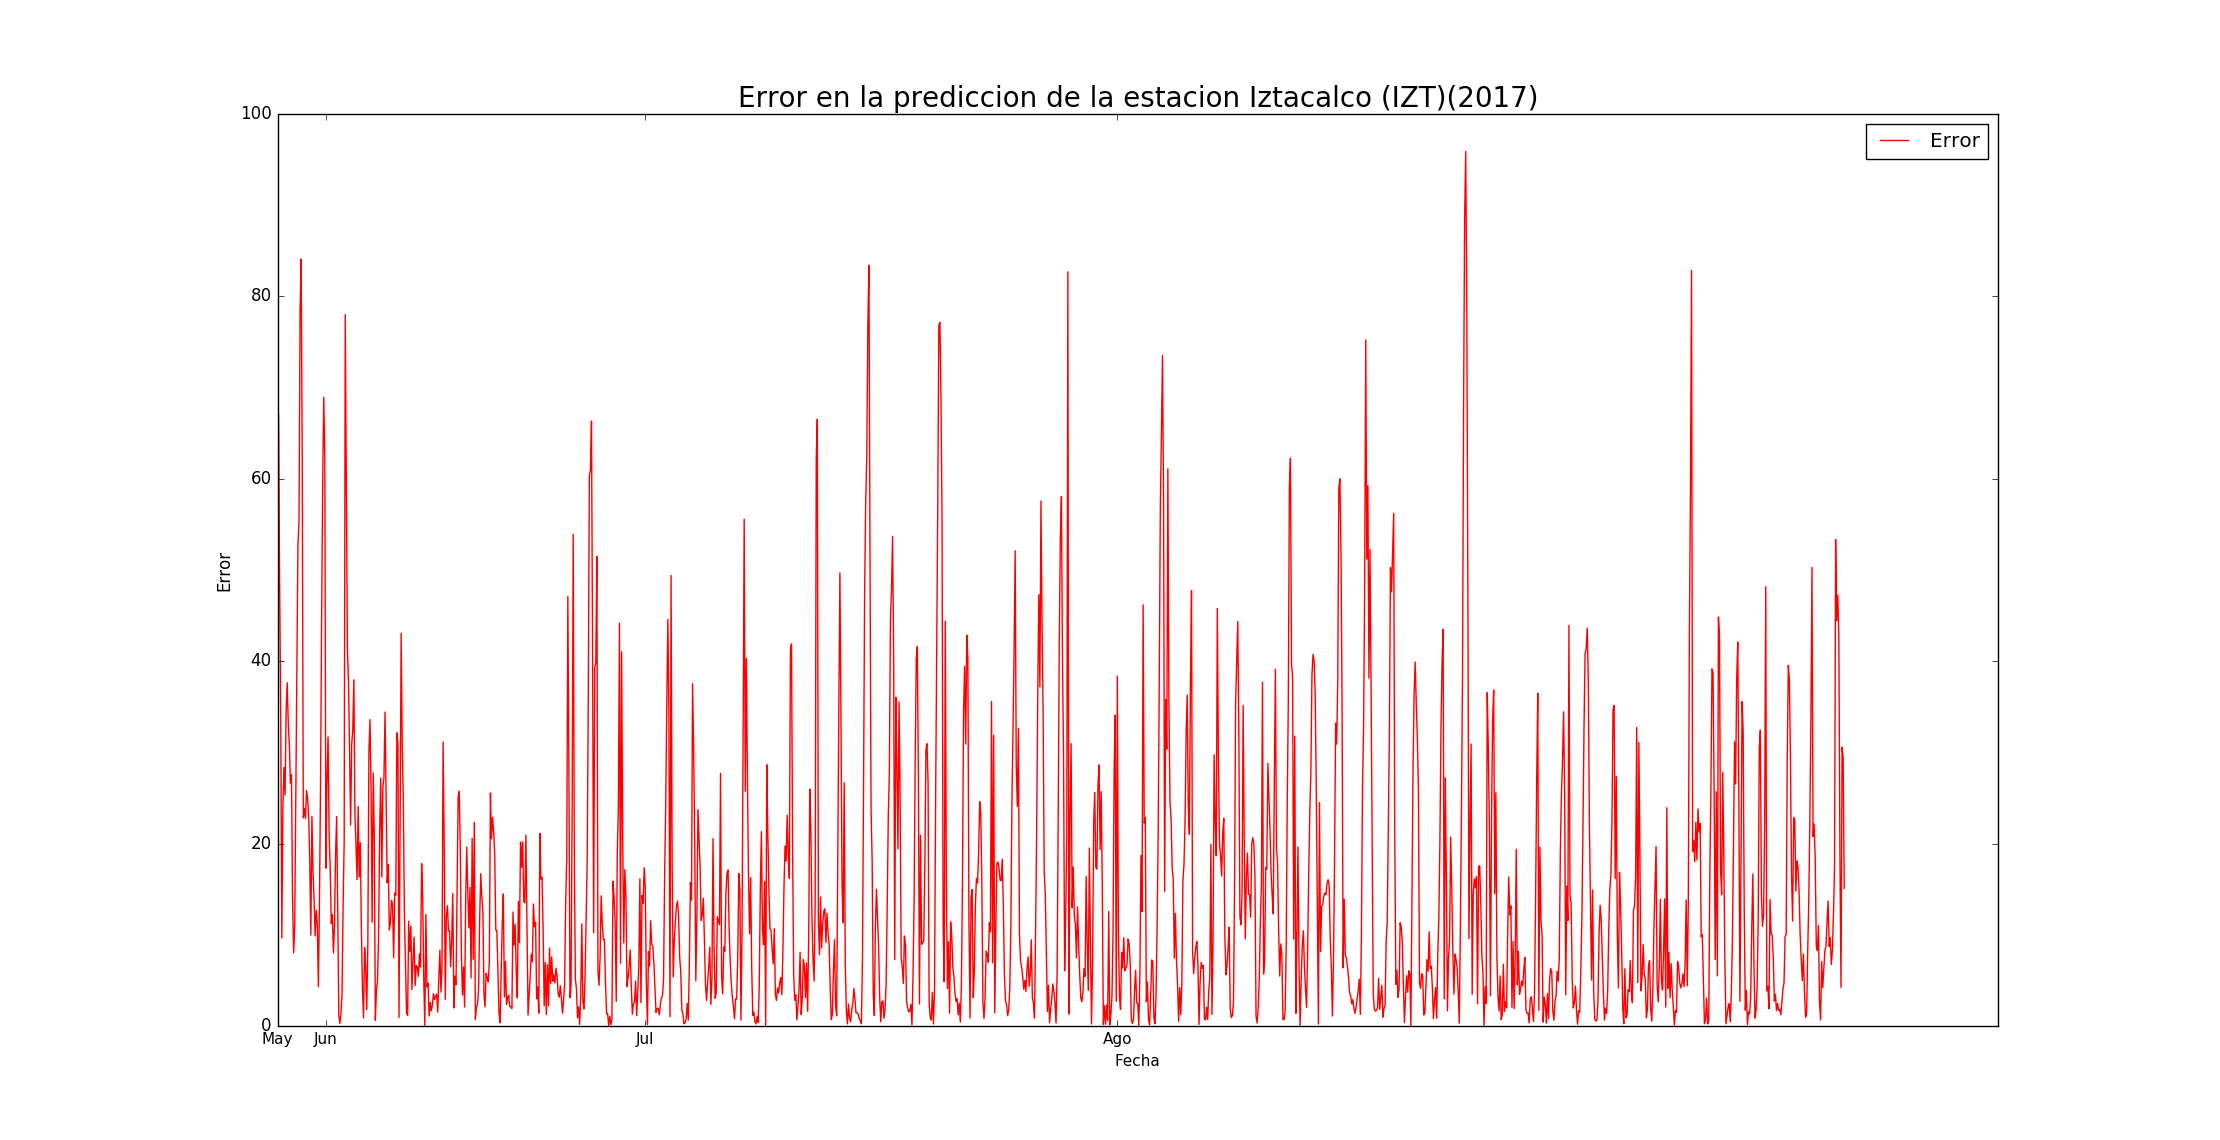 Error en la prediccion de la estacion Iztacalco (IZT)(2017)
Error
100
80
60
40
20
0
Error
May
Jun
Jul
Ago
Fecha